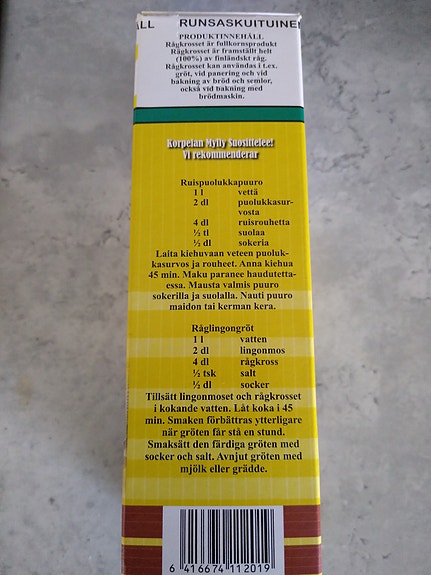 ÄLL RUNSASKUITUINEN
PRODUKTINNEHÅLL
Rågkrosset är fullkornsprodukt
Rågkrosset är framställt helt
(100%) av finländskt råg.
Rågkrosset kan användas i t.ex.
gröt, vid panering och vid
bakning av bröd och semlor,
också vid bakning med
brödmaskin.
Korpelan Mylly Suosittelee!
Vi rekommenderar
Ruispuolukkapuuro
1 l vettä
2 dl puolukkasur-
vosta
4 dl ruisrouhetta
½ tl suolaa
½ dl sokeria
Laita kiehuvaan veteen puoluk-
kasurvos ja rouheet. Anna kiehua
45 min. Maku paranee haudutetta-
essa. Mausta valmis puuro
sokerilla ja suolalla. Nauti puuro
maidon tai kerman kera.
Råglingongröt
1 l vatten
2 dl lingonmos
4 dl rågkross
½ tsk salt
½ dl socker
Tillsätt lingonmoset och rågkrosset
i kokande vatten. Låt koka i 45
min. Smaken förbättras ytterligare
när gröten får stå en stund.
Smaksätt den färdiga gröten med
socker och salt. Avnjut gröten med
mjölk eller grädde.
6 416674 112019